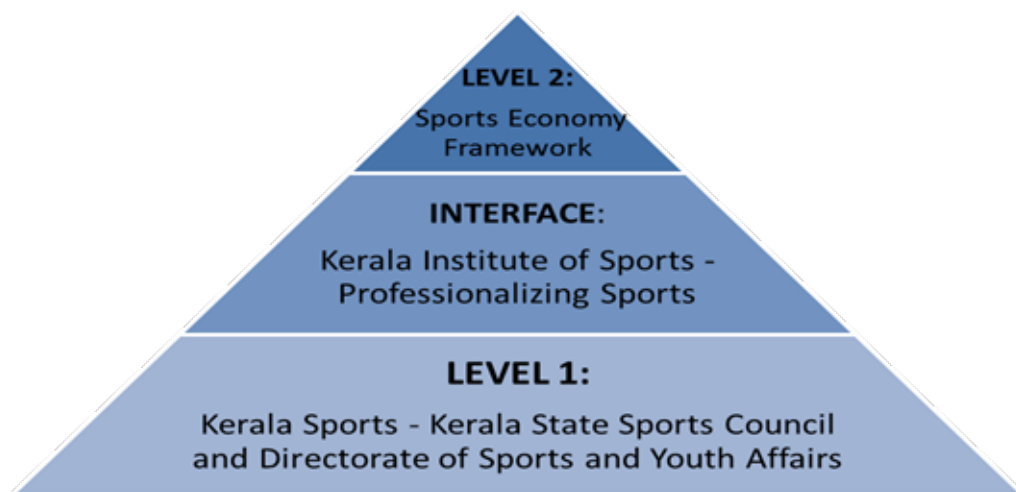 LEVEL 2:
Sports Economy
Framework
INTERFACE:
Kerala Institute of Sports -
Professionalizing Sports
LEVEL 1:
Kerala Sports - Kerala State Sports Council
and Directorate of Sports and Youth Affairs